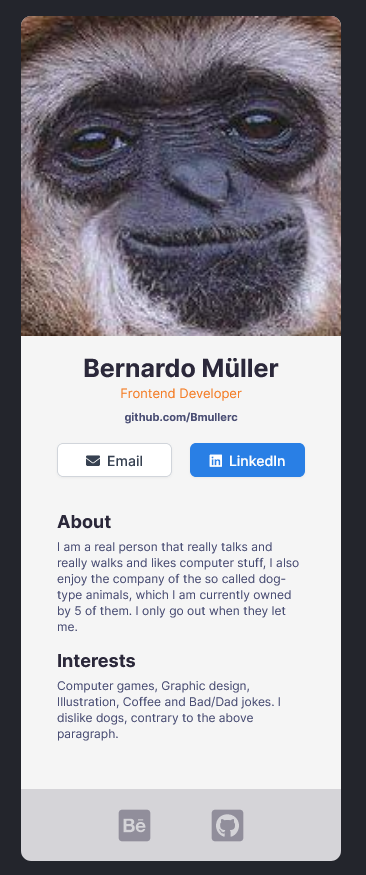 Bernardo Müller
Frontend Developer
github.com/Bmullerc
Email
LinkedIn
About
I am a real person that really talks and
really walks and likes computer stuff, I also
enjoy the company of the so called dog-
type animals, which I am currently owned
by 5 of them. I only go out when they let
me.
Interests
Computer games, Graphic design,
Illustration, Coffee and Bad/Dad jokes. I
dislike dogs, contrary to the above
paragraph.
Bē